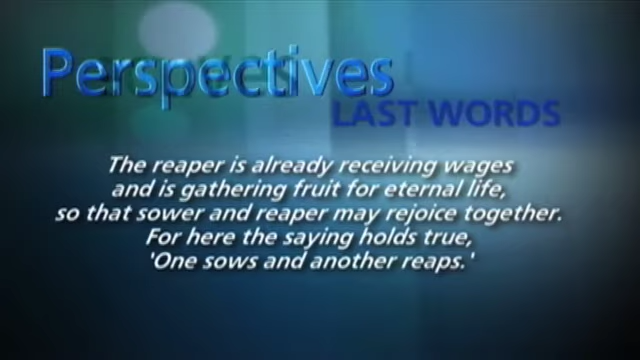 Perspectives
LAST WORDS
The reaper is already receiving wages
and is gathering fruit for eternal life,
so that sower and reaper may rejoice together.
For here the saying holds true,
'One sows and another reaps.'